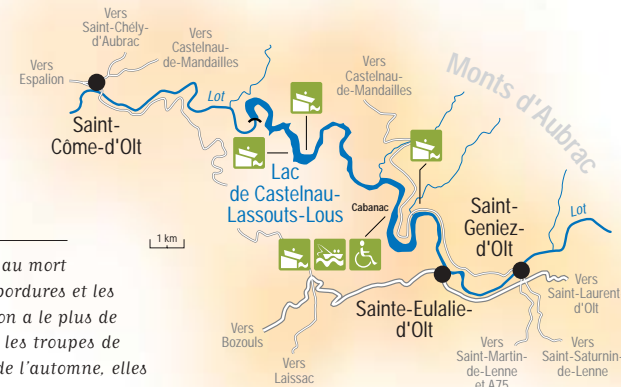 Vers
Saint-Chély-
d'Aubrac
Vers
Castelnau-
de-Mandailles
Vers
Espalion
Lot
Saint-
Côme-d'Olt
Vers
Castelnau-
de-Mandailles
Monts d'Aubrac
Lac
de Castelnau-
Lassouts-Lous
Cabanac
Saint-
Geniez-
d'Olt
Lot
1 km
au mort
bordures et les
on a le plus de
les troupes de
de l'automne, elles
Sainte-Eulalie-
d'Olt
Vers
Saint-Laurent
d'Olt
Vers
Bozouls
Vers
Laissac
Vers
Saint-Martin-
de-Lenne
et A75
Vers
Saint-Saturnin-
de-Lenne